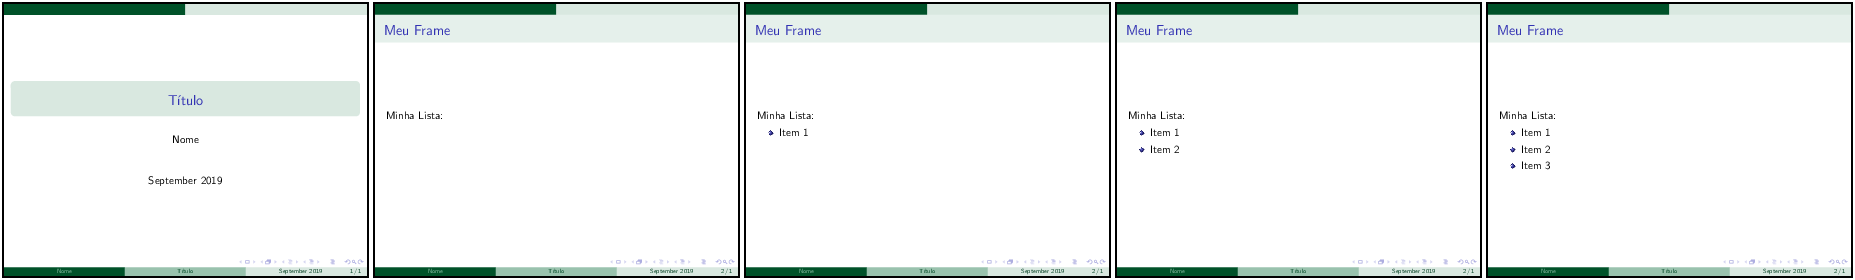 Título
Nome
September 2019
Nome Título September 2019 1 / 1
Meu Frame
Minha Lista:
Nome Título September 2019 2 / 1
Meu Frame
Minha Lista:
Item 1
Nome Título September 2019 2 / 1
Meu Frame
Minha Lista:
Item 1
Item 2
Nome Título September 2019 2 / 1
Meu Frame
Minha Lista:
Item 1
Item 2
Item 3
Nome Título September 2019 2 / 1